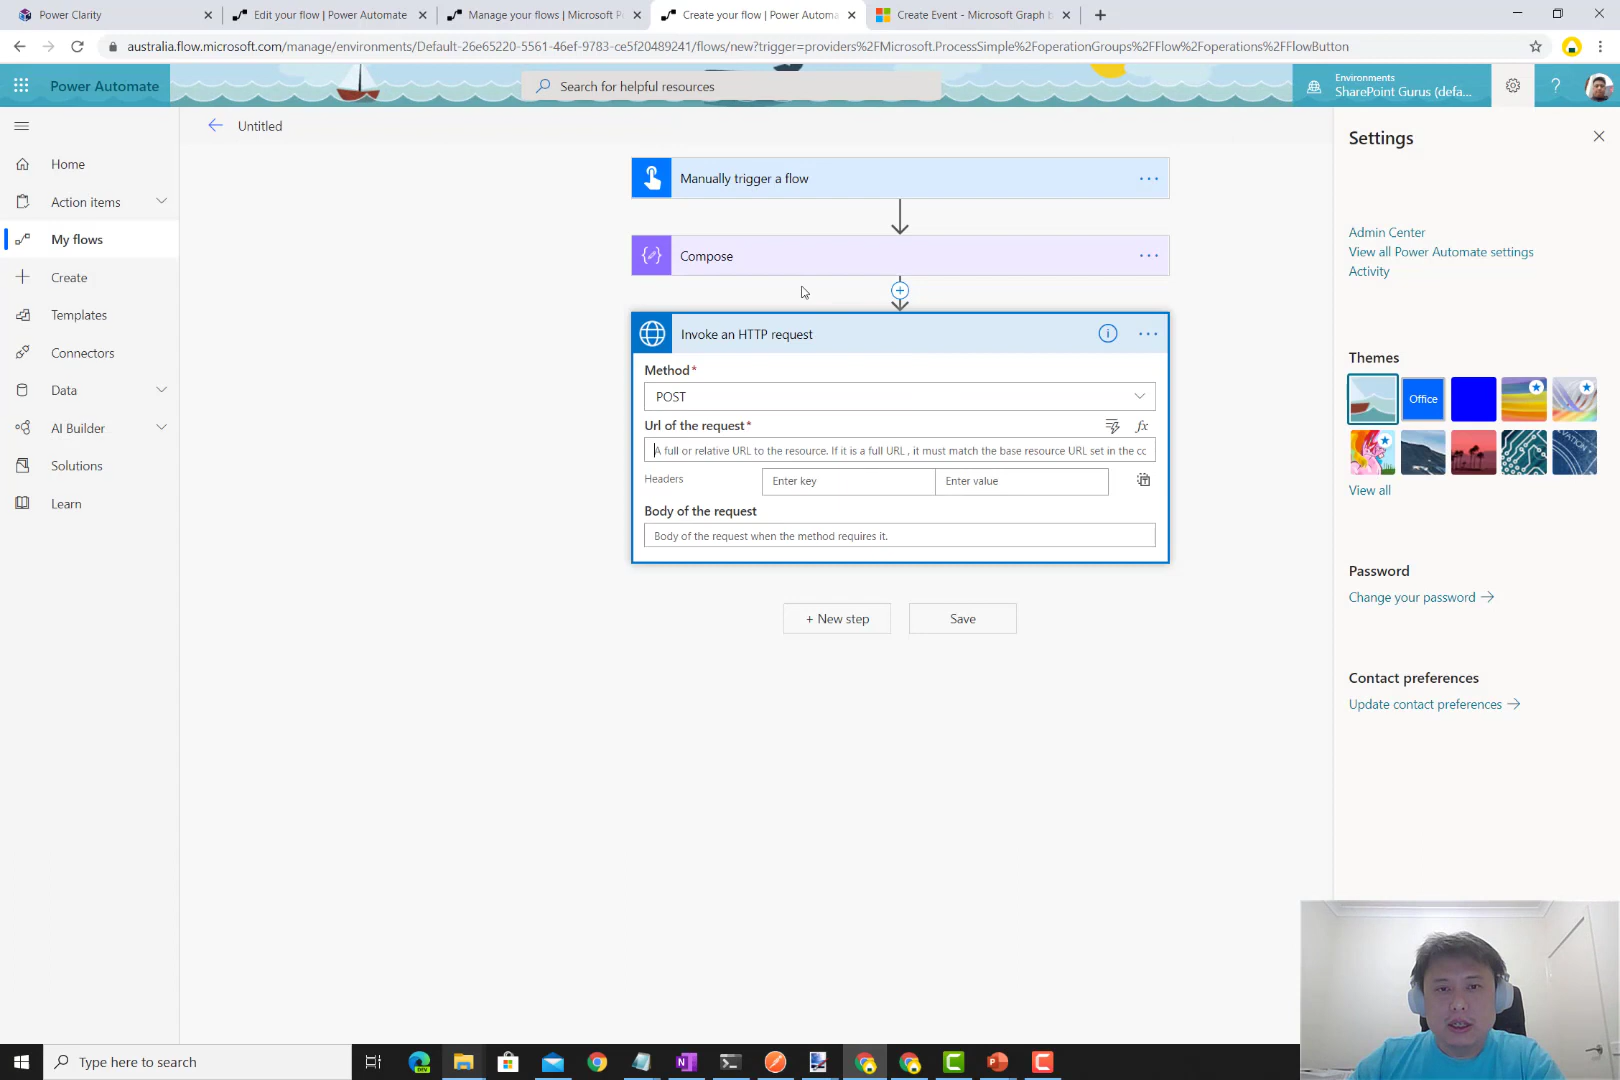 Power Clarity
Edit your flow | Power Automate
Manage your flows | Microsoft P
Create your flow | Power Automa
Create Event - Microsoft Graph b
australia.flow.microsoft.com/manage/environments/Default-26e65220-5561-46ef-9783-ce5f20489241/flows/new?trigger=providers%2FMicrosoft.ProcessSimple%2FoperationGroups%2FFlow%2Foperations%2FFlowButton
Power Automate
Search for helpful resources
Environments
SharePoint Gurus (defa...
Untitled
Home
Action items
My flows
Create
Templates
Connectors
Data
AI Builder
Solutions
Learn
Manually trigger a flow
Compose
Invoke an HTTP request
Method*
POST
Url of the request*
fx
A full or relative URL to the resource. If it is a full URL , it must match the base resource URL set in the cc
Headers
Enter key
Enter value
Body of the request
Body of the request when the method requires it.
+ New step
Save
Settings
Admin Center
View all Power Automate settings
Activity
Themes
Office
View all
Password
Change your password
Contact preferences
Update contact preferences
Type here to search